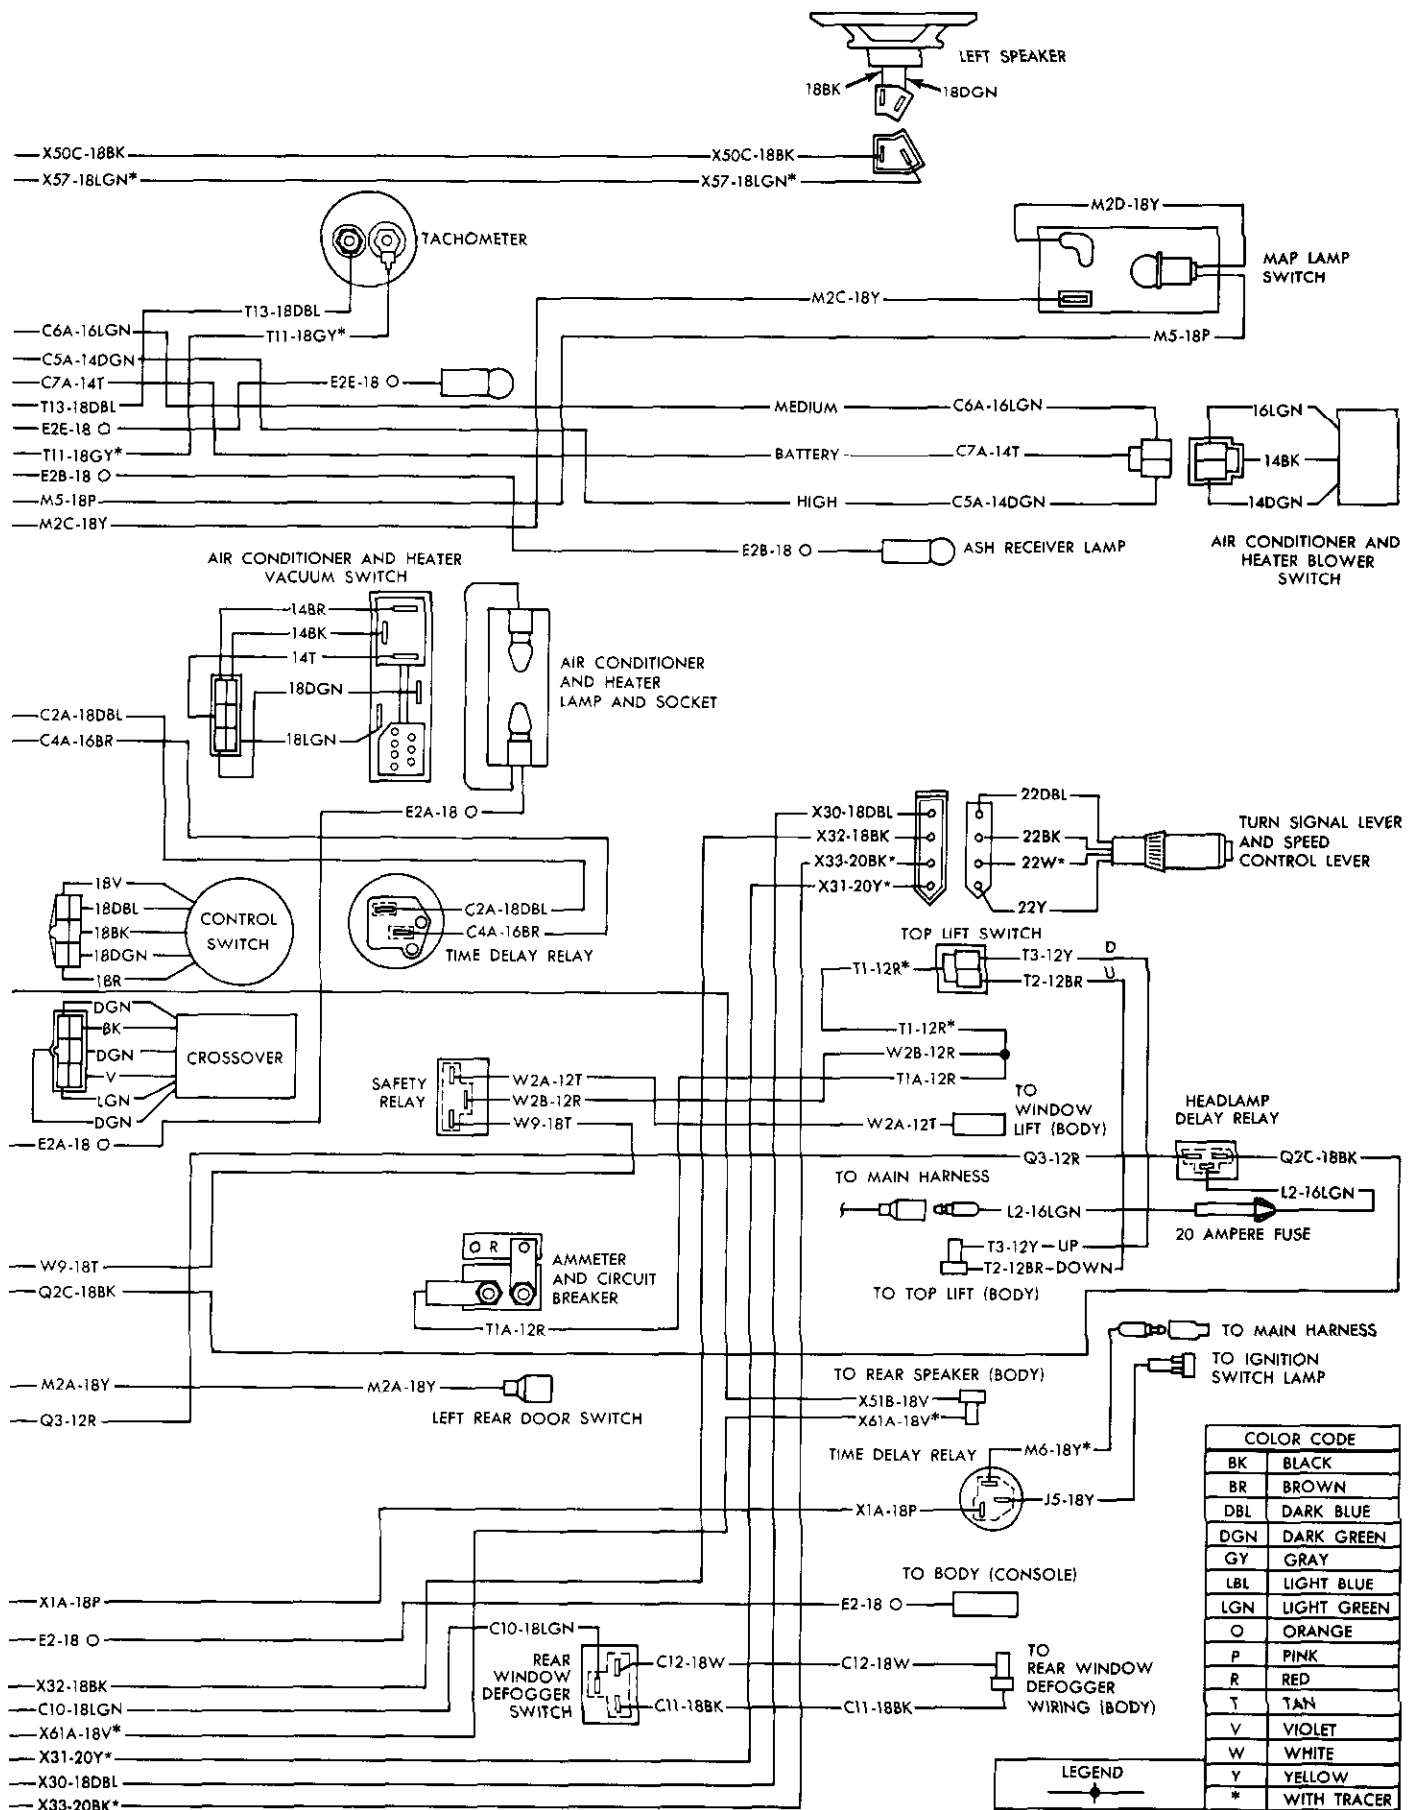 LEFT SPEAKER
18BK
18DGN
X50C-18BK
X50C-18BK
X57-18LGN*
X57-18LGN*
M2D-18Y
TACHOMETER
MAP LAMP
SWITCH
M2C-18Y
T13-18DBL
C6A-16LGN
T11-18GY*
M5-18P
C5A-14DGN
C7A-14T
E2E-18 O
T13-18DBL
MEDIUM
C6A-16LGN
16LGN
E2E-18 O
T11-18GY*
BATTERY
C7A-14T
14BK
E2B-18 O
M5-18P
HIGH
C5A-14DGN
14DGN
M2C-18Y
E2B-18 O
ASH RECEIVER LAMP
AIR CONDITIONER AND
HEATER BLOWER
SWITCH
AIR CONDITIONER AND HEATER
VACUUM SWITCH
14BR
14BK
14T
18DGN
18LGN
AIR CONDITIONER
AND HEATER
LAMP AND SOCKET
C2A-18DBL
C4A-16BR
E2A-18 O
X30-18DBL
X32-18BK
X33-20BK*
X31-20Y*
22DBL
22BK
22W*
22Y
TURN SIGNAL LEVER
AND SPEED
CONTROL LEVER
18V
18DBL
18BK
18DGN
18R
CONTROL
SWITCH
C2A-18DBL
C4A-16BR
TIME DELAY RELAY
TOP LIFT SWITCH
T1-12R*
T3-12Y
D
T2-12BR
U
DGN
BK
DGN
V
LGN
DGN
CROSSOVER
T1-12R*
W2B-12R
T1A-12R
SAFETY
RELAY
W2A-12T
W2B-12R
W9-18T
W2A-12T
TO
WINDOW
LIFT (BODY)
HEADLAMP
DELAY RELAY
E2A-18 O
Q3-12R
Q2C-18BK
TO MAIN HARNESS
L2-16LGN
L2-16LGN
20 AMPERE FUSE
R
AMMETER
AND CIRCUIT
BREAKER
T3-12Y-UP
T2-12BR-DOWN
TO TOP LIFT (BODY)
W9-18T
Q2C-18BK
T1A-12R
TO MAIN HARNESS
TO IGNITION
SWITCH LAMP
TO REAR SPEAKER (BODY)
M2A-18Y
M2A-18Y
X51B-18V
X61A-18V*
LEFT REAR DOOR SWITCH
Q3-12R
TIME DELAY RELAY
M6-18Y*
J5-18Y
X1A-18P
TO BODY (CONSOLE)
X1A-18P
E2-18 O
E2-18 O
C10-18LGN
REAR
WINDOW
DEFOGGER
SWITCH
C12-18W
C12-18W
C11-18BK
C11-18BK
TO
REAR WINDOW
DEFOGGER
WIRING (BODY)
X32-18BK
C10-18LGN
X61A-18V*
X31-20Y*
X30-18DBL
X33-20BK*
LEGEND
COLOR CODE
BK BLACK
BR BROWN
DBL DARK BLUE
DGN DARK GREEN
GY GRAY
LBL LIGHT BLUE
LGN LIGHT GREEN
O ORANGE
P PINK
R RED
T TAN
V VIOLET
W WHITE
Y YELLOW
* WITH TRACER